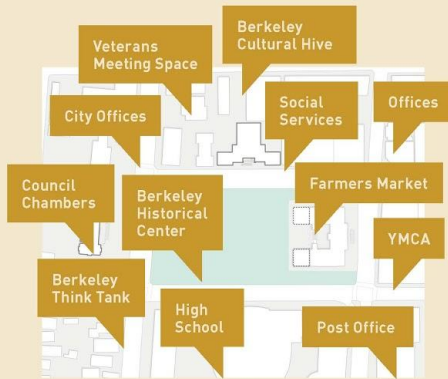 Veterans
Meeting Space
Berkeley
Cultural Hive
City Offices
Social
Services
Offices
Council
Chambers
Berkeley
Historical
Center
Farmers Market
YMCA
Berkeley
Think Tank
High
School
Post Office